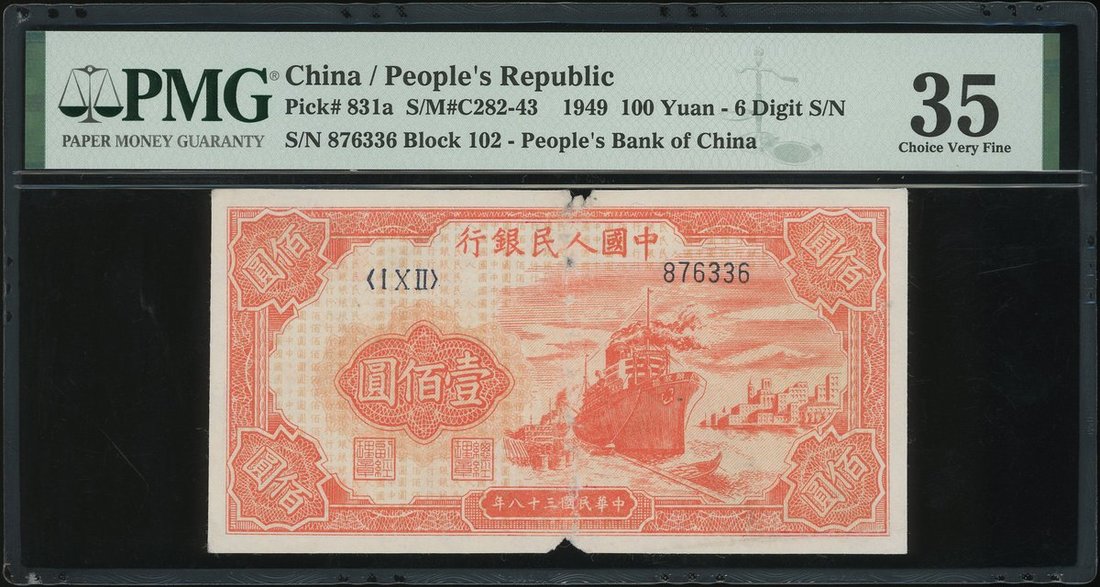 PMG®
PAPER MONEY GUARANTY
China / People's Republic
Pick# 831a S/M#C282-43 1949 100 Yuan - 6 Digit S/N
S/N 876336 Block 102 - People's Bank of China
35
Choice Very Fine
行銀民人國中
〈I X II〉
876336
圓佰
圓佰
圓佰壹
圓佰
圓佰
年八十三國民華中